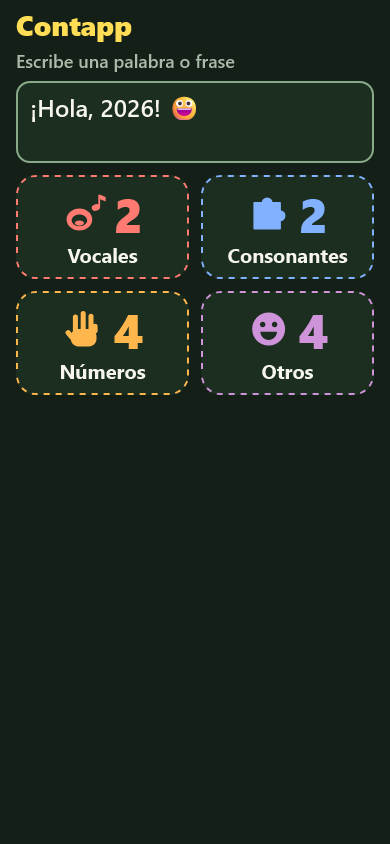 Contapp
Escribe una palabra o frase
¡Hola, 2026! 😀
2
Vocales
2
Consonantes
4
Números
4
Otros